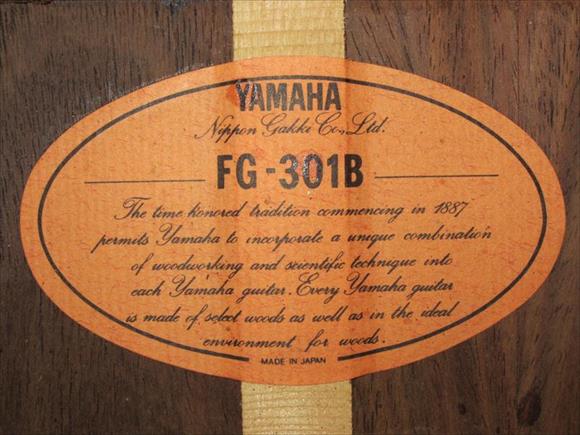 YAMAHA
Nippon Gakki Co., Ltd.
FG-301B
The time honored tradition commencing in 1887
permits Yamaha to incorporate a unique combination
of woodworking and scientific technique into
each Yamaha guitar. Every Yamaha guitar
is made of select woods as well as in the ideal
environment for woods.
MADE IN JAPAN